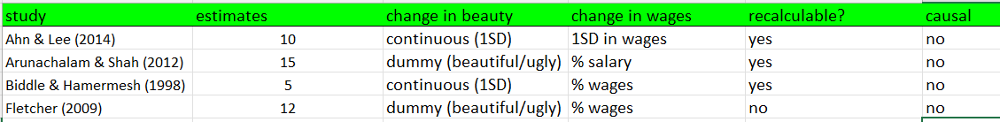 study estimates change in beauty change in wages recalculable? causal
Ahn & Lee (2014) 10 continuous (1SD) 1SD in wages yes no
Arunachalam & Shah (2012) 15 dummy (beautiful/ugly) % salary yes no
Biddle & Hamermesh (1998) 5 continuous (1SD) % wages yes no
Fletcher (2009) 12 dummy (beautiful/ugly) % wages no no